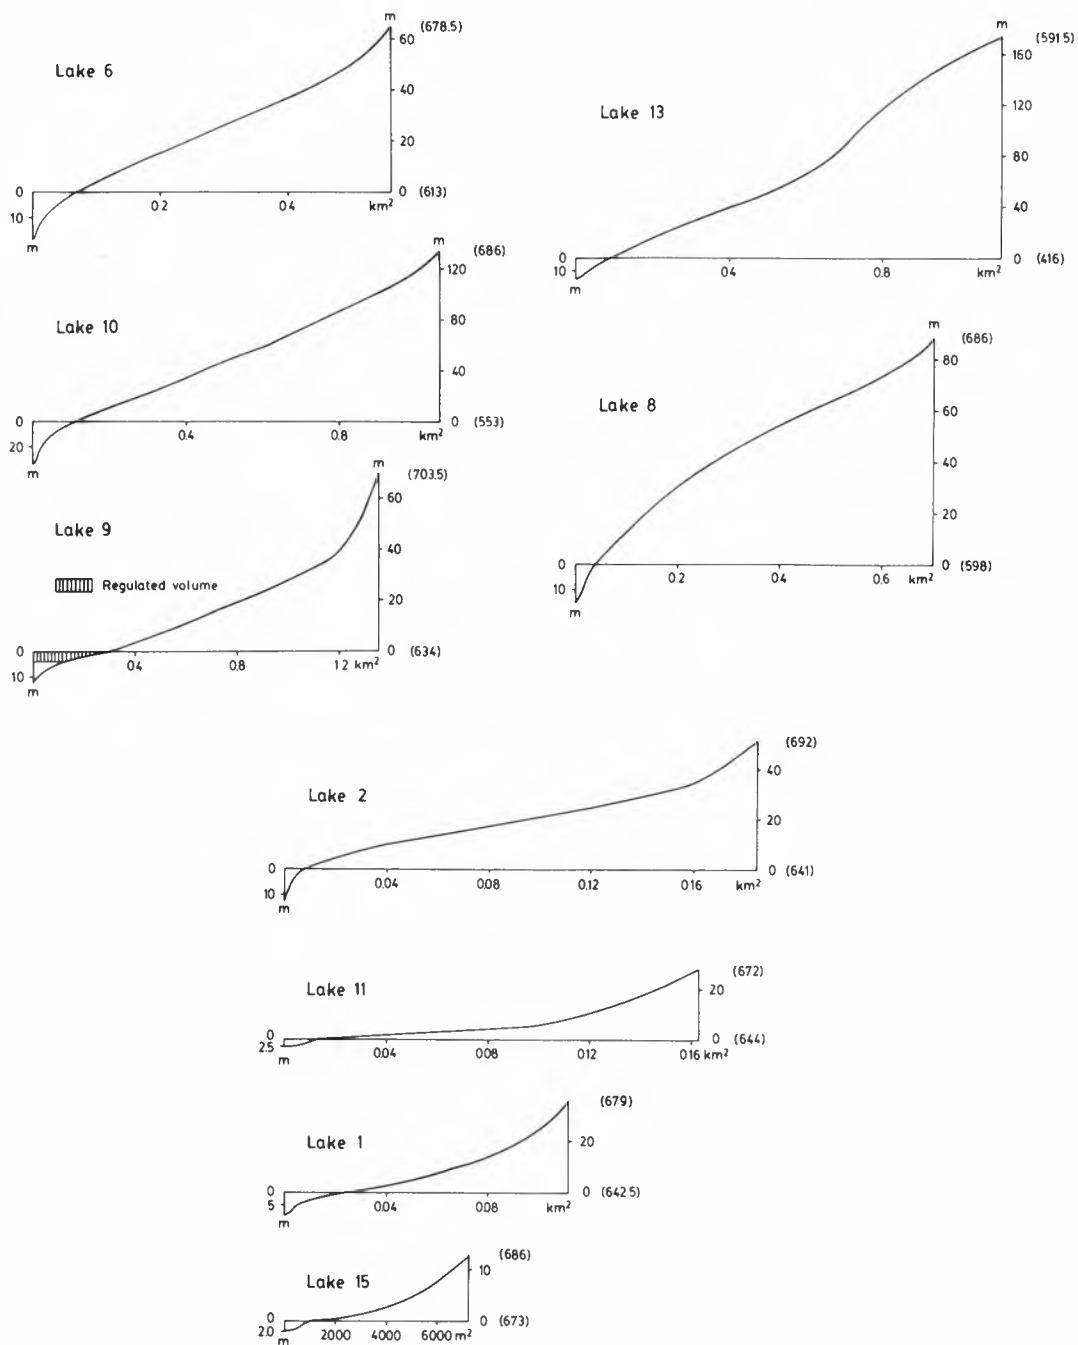 Lake 6
m (678.5)
60
40
20
0 0 (613)
10 0.2 0.4 km²
m
Lake 13
m (591.5)
160
120
80
40
0 0 (416)
10 0.4 0.8 km²
m
Lake 10
m (686)
120
80
40
0 0 (553)
20 0.4 0.8 km²
m
Lake 8
m (686)
80
60
40
20
0 0 (598)
10 0.2 0.4 0.6 km²
m
Lake 9
m (703.5)
60
40
Regulated volume
20
0 0 (634)
10 0.4 0.8 1.2 km²
m
Lake 2
(692)
40
20
0 0 (641)
10 0.04 0.08 0.12 0.16 km²
m
Lake 11
(672)
20
0 0 (644)
2.5 0.04 0.08 0.12 0.16 km²
m
Lake 1
(679)
20
0 0 (642.5)
5 0.04 0.08 km²
m
Lake 15
(686)
10
0 0 (673)
2.0 2000 4000 6000 m²
m